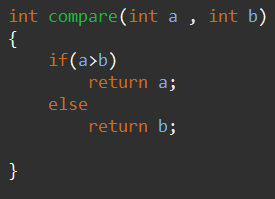 int compare(int a , int b)
{
    if(a>b)
        return a;
    else
        return b;

}